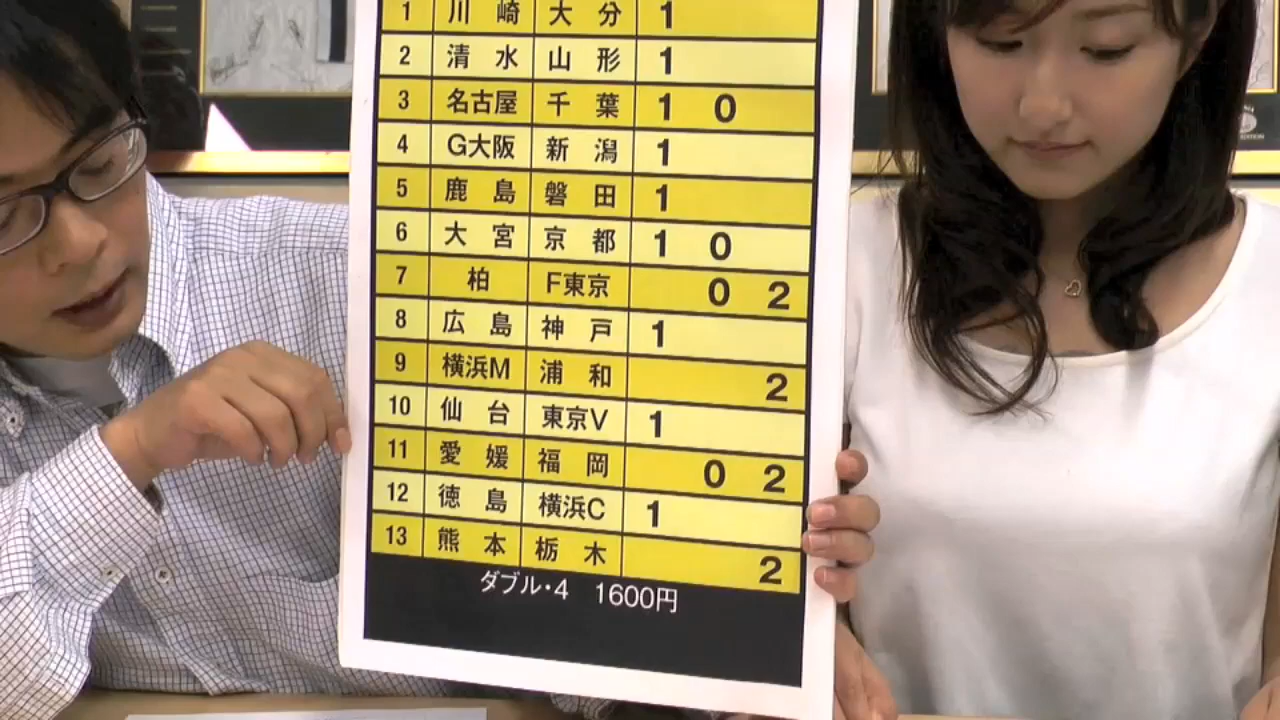 1 川崎 大分 1
2 清水 山形 1
3 名古屋 千葉 1 0
4 G大阪 新潟 1
5 鹿島 磐田 1
6 大宮 京都 1 0
7 柏 F東京 0 2
8 広島 神戸 1
9 横浜M 浦和 2
10 仙台 東京V 1
11 愛媛 福岡 0 2
12 徳島 横浜C 1
13 熊本 栃木 2
ダブル・4 1600円